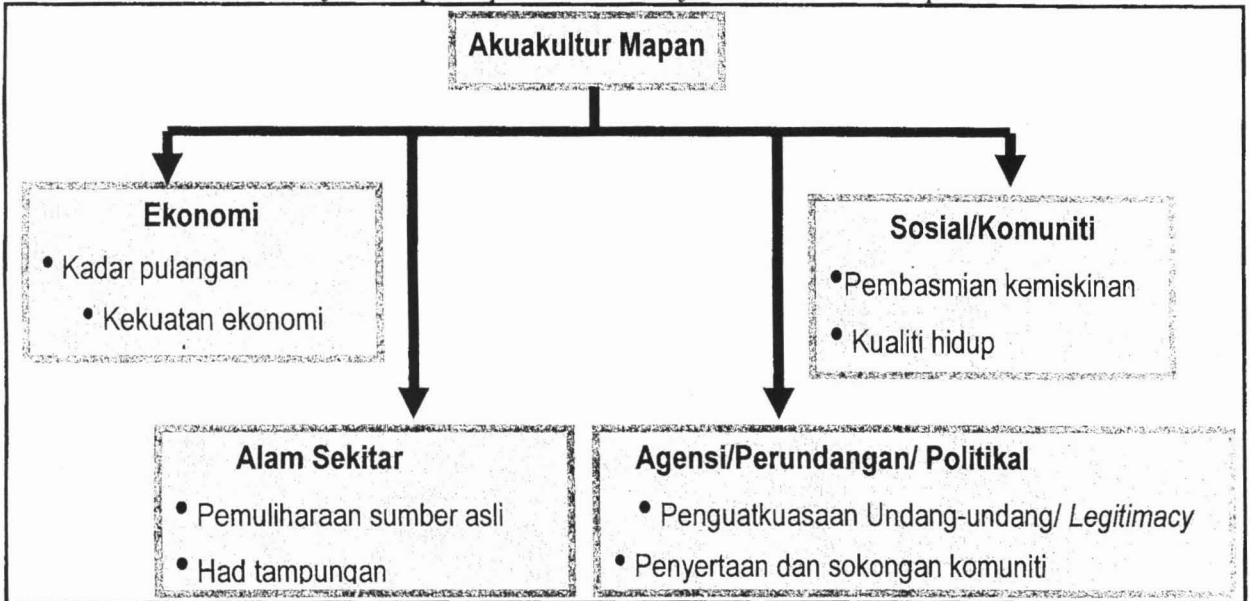 Akuakultur Mapan
Ekonomi
• Kadar pulangan
• Kekuatan ekonomi
Sosial/Komuniti
•Pembasmian kemiskinan
• Kualiti hidup
Alam Sekitar
• Pemuliharaan sumber asli
• Had tampungan
Agensi/Perundangan/ Politikal
• Penguatkuasaan Undang-undang/ Legitimacy
• Penyertaan dan sokongan komuniti